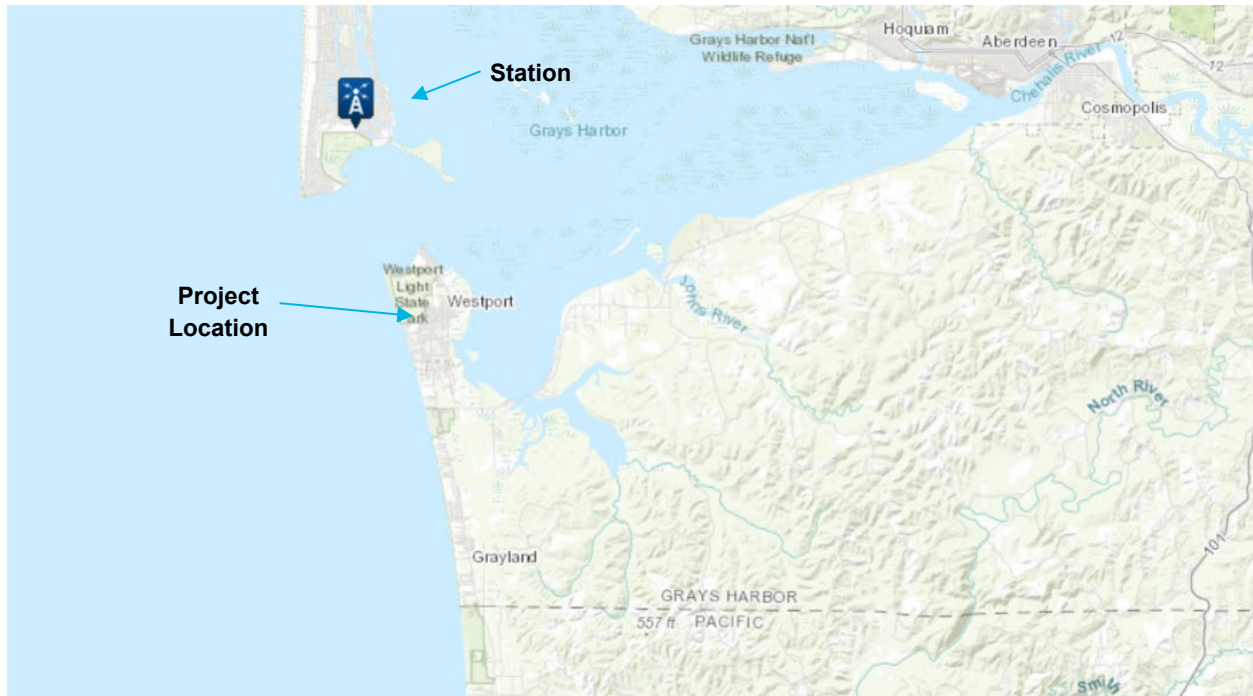 Hoquiam
Aberdeen
12
Grays Harbor Nat'l
Wildlife Refuge
Station
12
Chehalis River
Cosmopolis
Grays Harbor
Westport
Light
State
Park
Westport
Project
Location
Johns River
North River
101
Grayland
GRAYS HARBOR
557 ft
PACIFIC
Smith